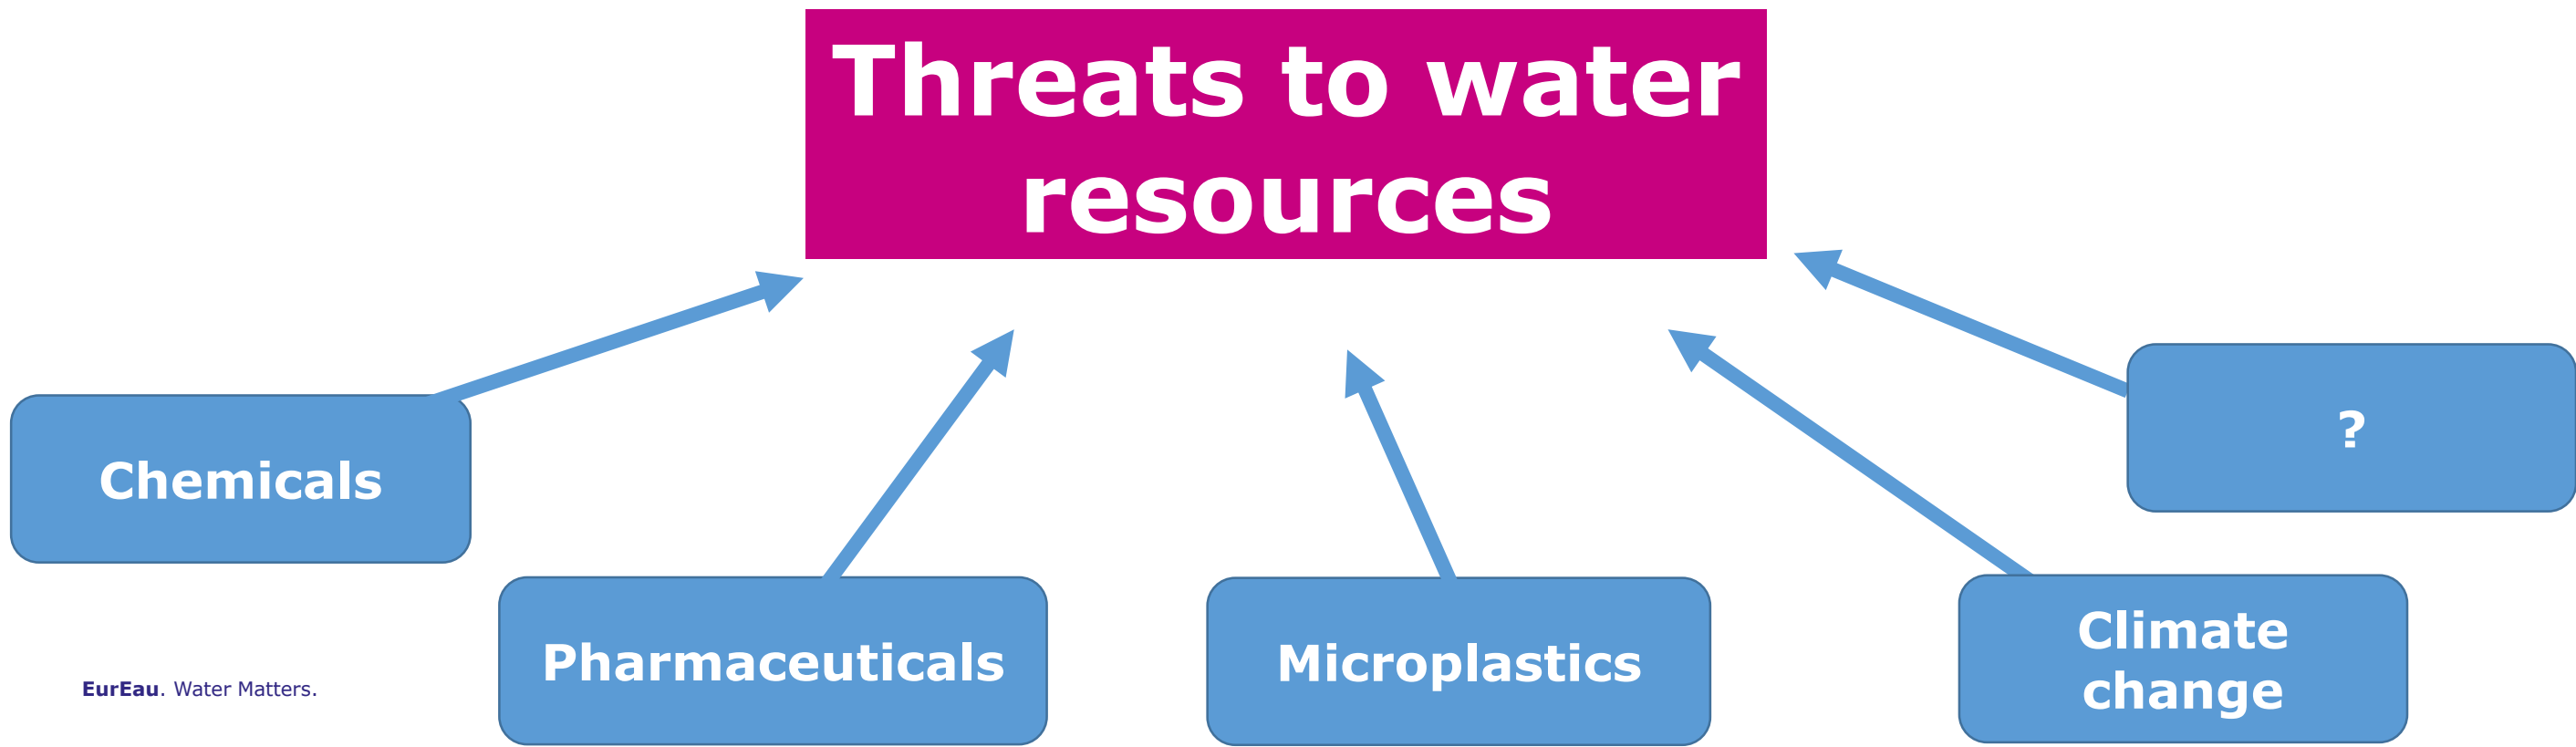 Threats to water
resources
Chemicals
Pharmaceuticals
Microplastics
Climate
change
?
EurEau. Water Matters.